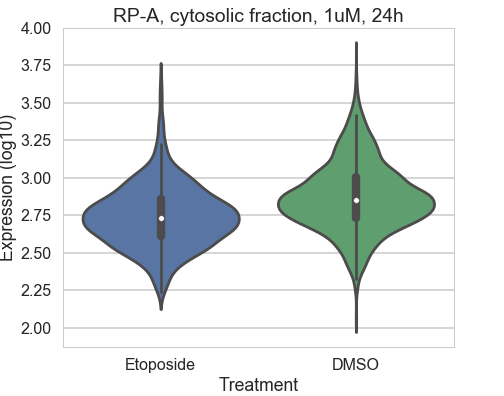 RP-A, cytosolic fraction, 1uM, 24h
4.00
3.75
3.50
3.25
3.00
2.75
2.50
2.25
2.00
Expression (log10)
Etoposide DMSO
Treatment